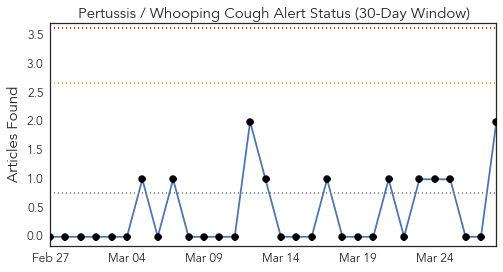 Pertussis / Whooping Cough Alert Status (30-Day Window)
Articles Found
3.5
3.0
2.5
2.0
1.5
1.0
0.5
0.0
Feb 27 Mar 04 Mar 09 Mar 14 Mar 19 Mar 24